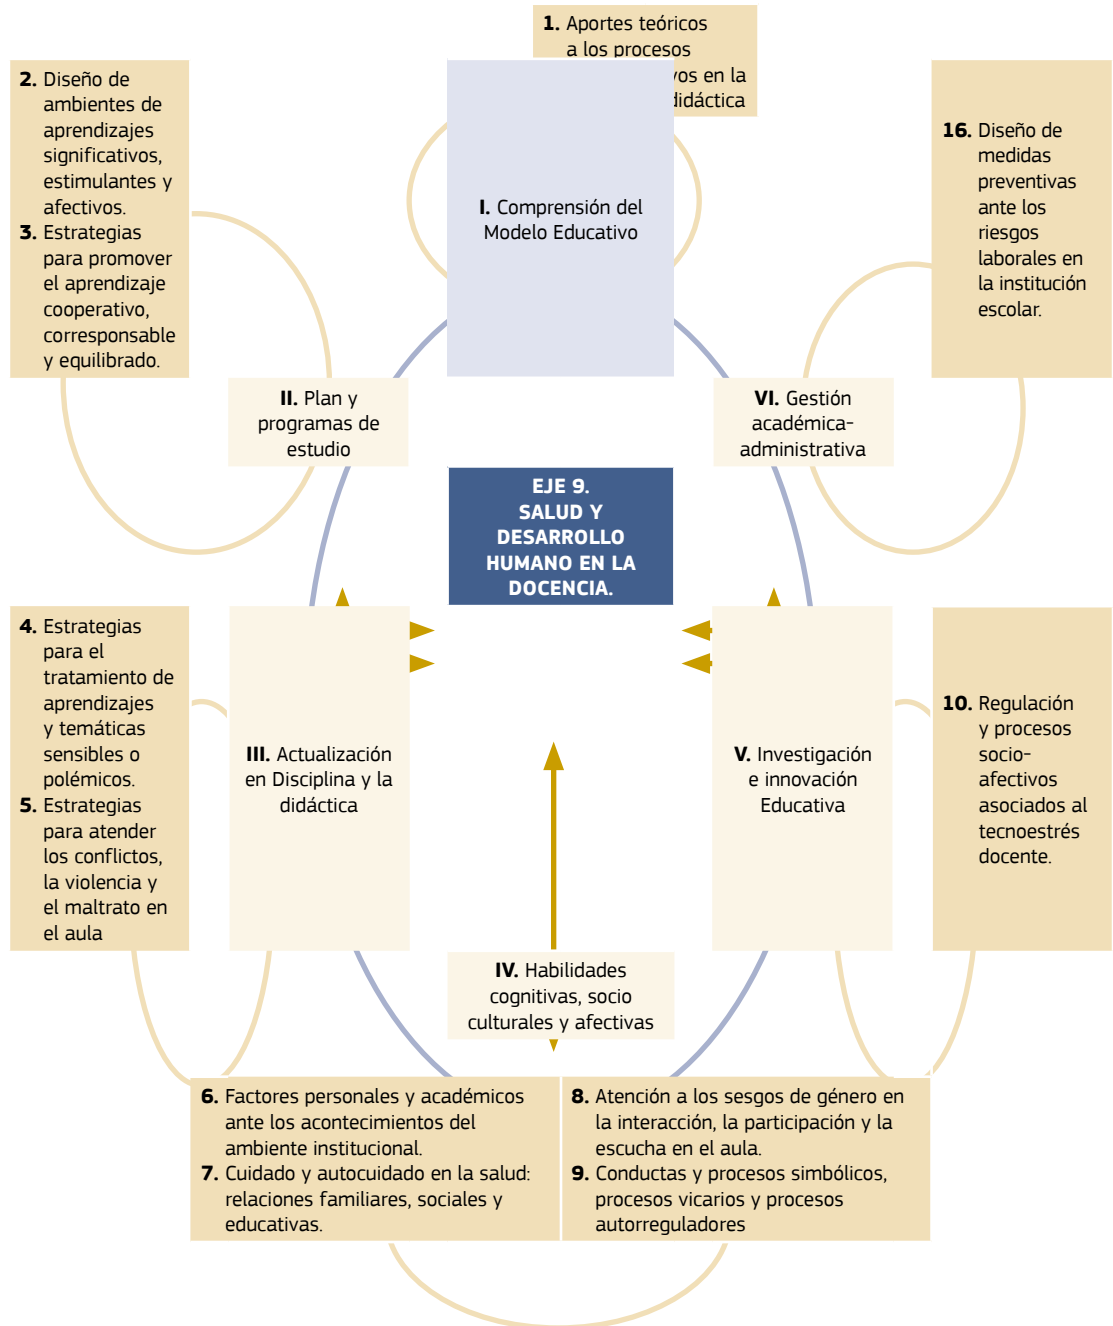 1. Aportes teóricos
a los procesos
vos en la
didáctica
I. Comprensión del
Modelo Educativo
2. Diseño de
ambientes de
aprendizajes
significativos,
estimulantes y
afectivos.
3. Estrategias
para promover
el aprendizaje
cooperativo,
corresponsable
y equilibrado.
16. Diseño de
medidas
preventivas
ante los
riesgos
laborales en
la institución
escolar.
II. Plan y
programas de
estudio
VI. Gestión
académica-
administrativa
EJE 9.
SALUD Y
DESARROLLO
HUMANO EN LA
DOCENCIA.
4. Estrategias
para el
tratamiento de
aprendizajes
y temáticas
sensibles o
polémicos.
5. Estrategias
para atender
los conflictos,
la violencia y
el maltrato en
el aula
III. Actualización
en Disciplina y la
didáctica
V. Investigación
e innovación
Educativa
10. Regulación
y procesos
socio-
afectivos
asociados al
tecnoestrés
docente.
IV. Habilidades
cognitivas, socio
culturales y afectivas
6. Factores personales y académicos
ante los acontecimientos del
ambiente institucional.
7. Cuidado y autocuidado en la salud:
relaciones familiares, sociales y
educativas.
8. Atención a los sesgos de género en
la interacción, la participación y la
escucha en el aula.
9. Conductas y procesos simbólicos,
procesos vicarios y procesos
autorreguladores